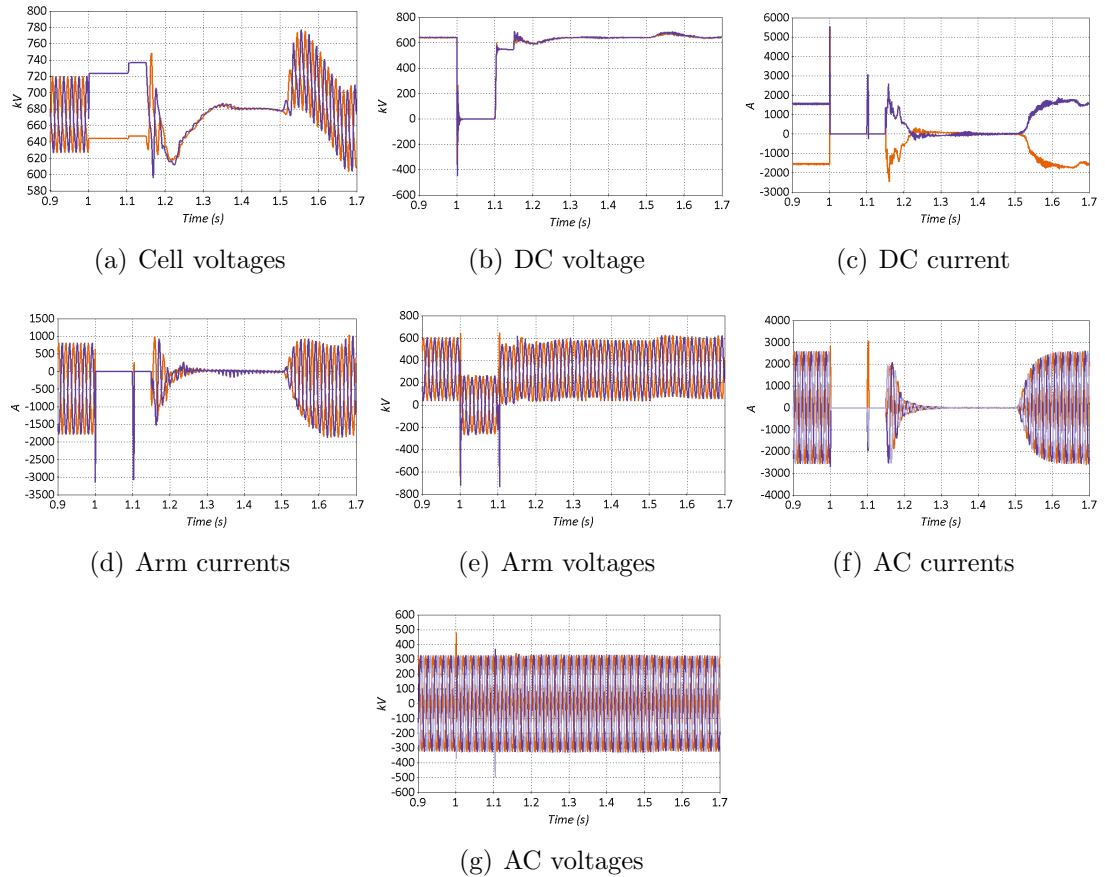 800
780
760
740
720
700
680
660
640
620
600
580
kV
0.9 1 1.1 1.2 1.3 1.4 1.5 1.6 1.7
Time (s)
(a) Cell voltages
800
600
400
200
0
-200
-400
-600
kV
0.9 1 1.1 1.2 1.3 1.4 1.5 1.6 1.7
Time (s)
(b) DC voltage
6000
5000
4000
3000
2000
1000
0
-1000
-2000
-3000
A
0.9 1 1.1 1.2 1.3 1.4 1.5 1.6 1.7
Time (s)
(c) DC current
1500
1000
500
0
-500
-1000
-1500
-2000
-2500
-3000
-3500
A
0.9 1 1.1 1.2 1.3 1.4 1.5 1.6 1.7
Time (s)
(d) Arm currents
800
600
400
200
0
-200
-400
-600
800
kV
0.9 1 1.1 1.2 1.3 1.4 1.5 1.6 1.7
Time (s)
(e) Arm voltages
4000
3000
2000
1000
0
-1000
-2000
-3000
-4000
A
0.9 1 1.1 1.2 1.3 1.4 1.5 1.6 1.7
Time (s)
(f) AC currents
600
500
400
300
200
100
0
-100
-200
-300
-400
-500
-600
kV
0.9 1 1.1 1.2 1.3 1.4 1.5 1.6 1.7
Time (s)
(g) AC voltages